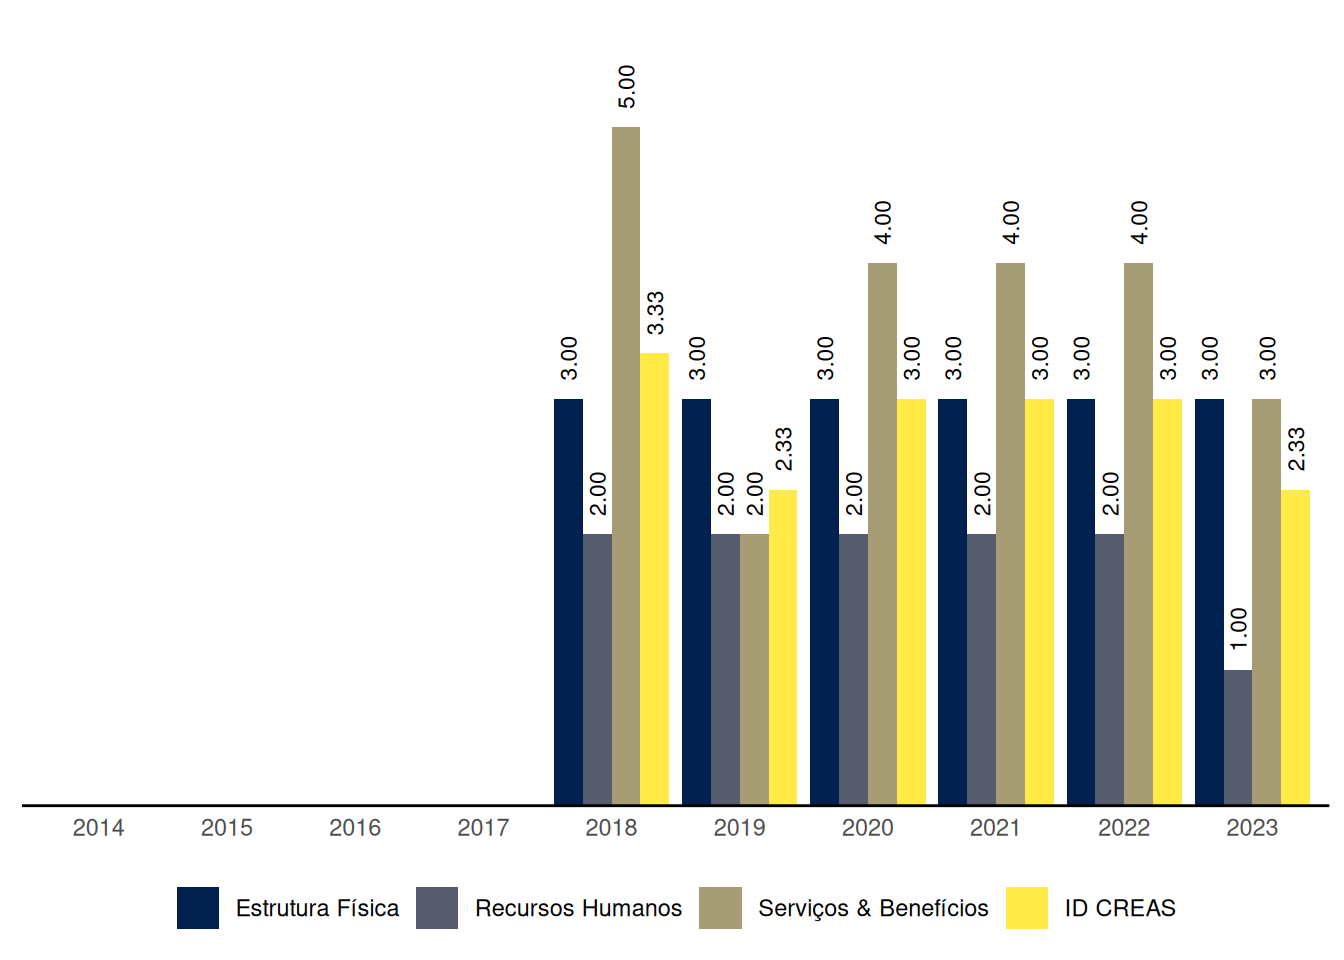 5.00
4.00 4.00 4.00
3.33
3.00 3.00 3.00 3.00 3.00 3.00 3.00 3.00 3.00 3.00
2.33 2.33
2.00 2.00 2.00 2.00 2.00 2.00
1.00
2014 2015 2016 2017 2018 2019 2020 2021 2022 2023
Estrutura Física Recursos Humanos Serviços & Benefícios ID CREAS